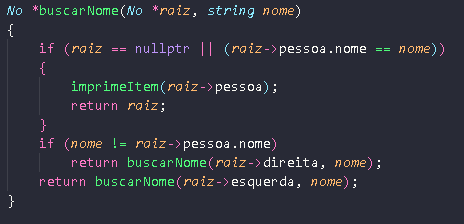 No *buscarNome(No *raiz, string nome)
{
    if (raiz == nullptr || (raiz->pessoa.nome == nome))
    {
        imprimeItem(raiz->pessoa);
        return raiz;
    }
    if (nome != raiz->pessoa.nome)
        return buscarNome(raiz->direita, nome);
    return buscarNome(raiz->esquerda, nome);
}